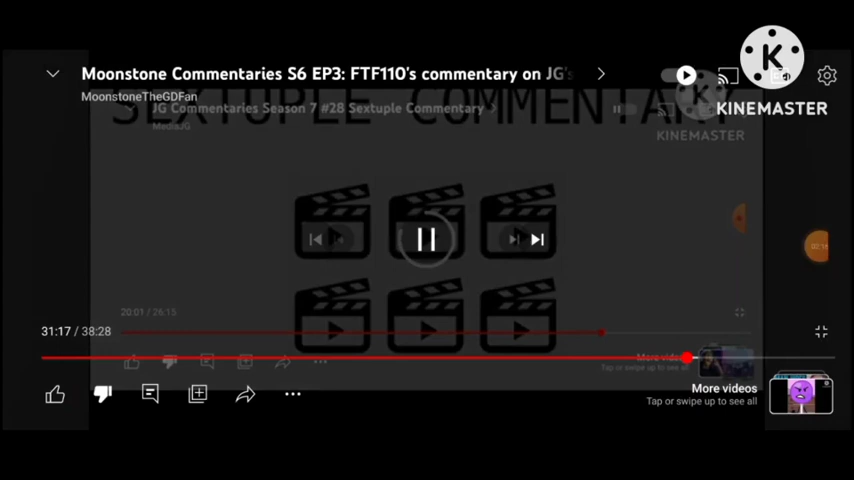 Moonstone Commentaries S6 EP3: FTF110's commentary on JG's
MoonstoneTheGDFan
SEXTUPLE COMMENTARY
JG Commentaries Season 7 #28 Sextuple Commentary
MediaJG
KINEMASTER
KINEMASTER
20:01 / 26:15
31:17 / 38:28
More videos
Tap or swipe up to see all
More videos
Tap or swipe up to see all